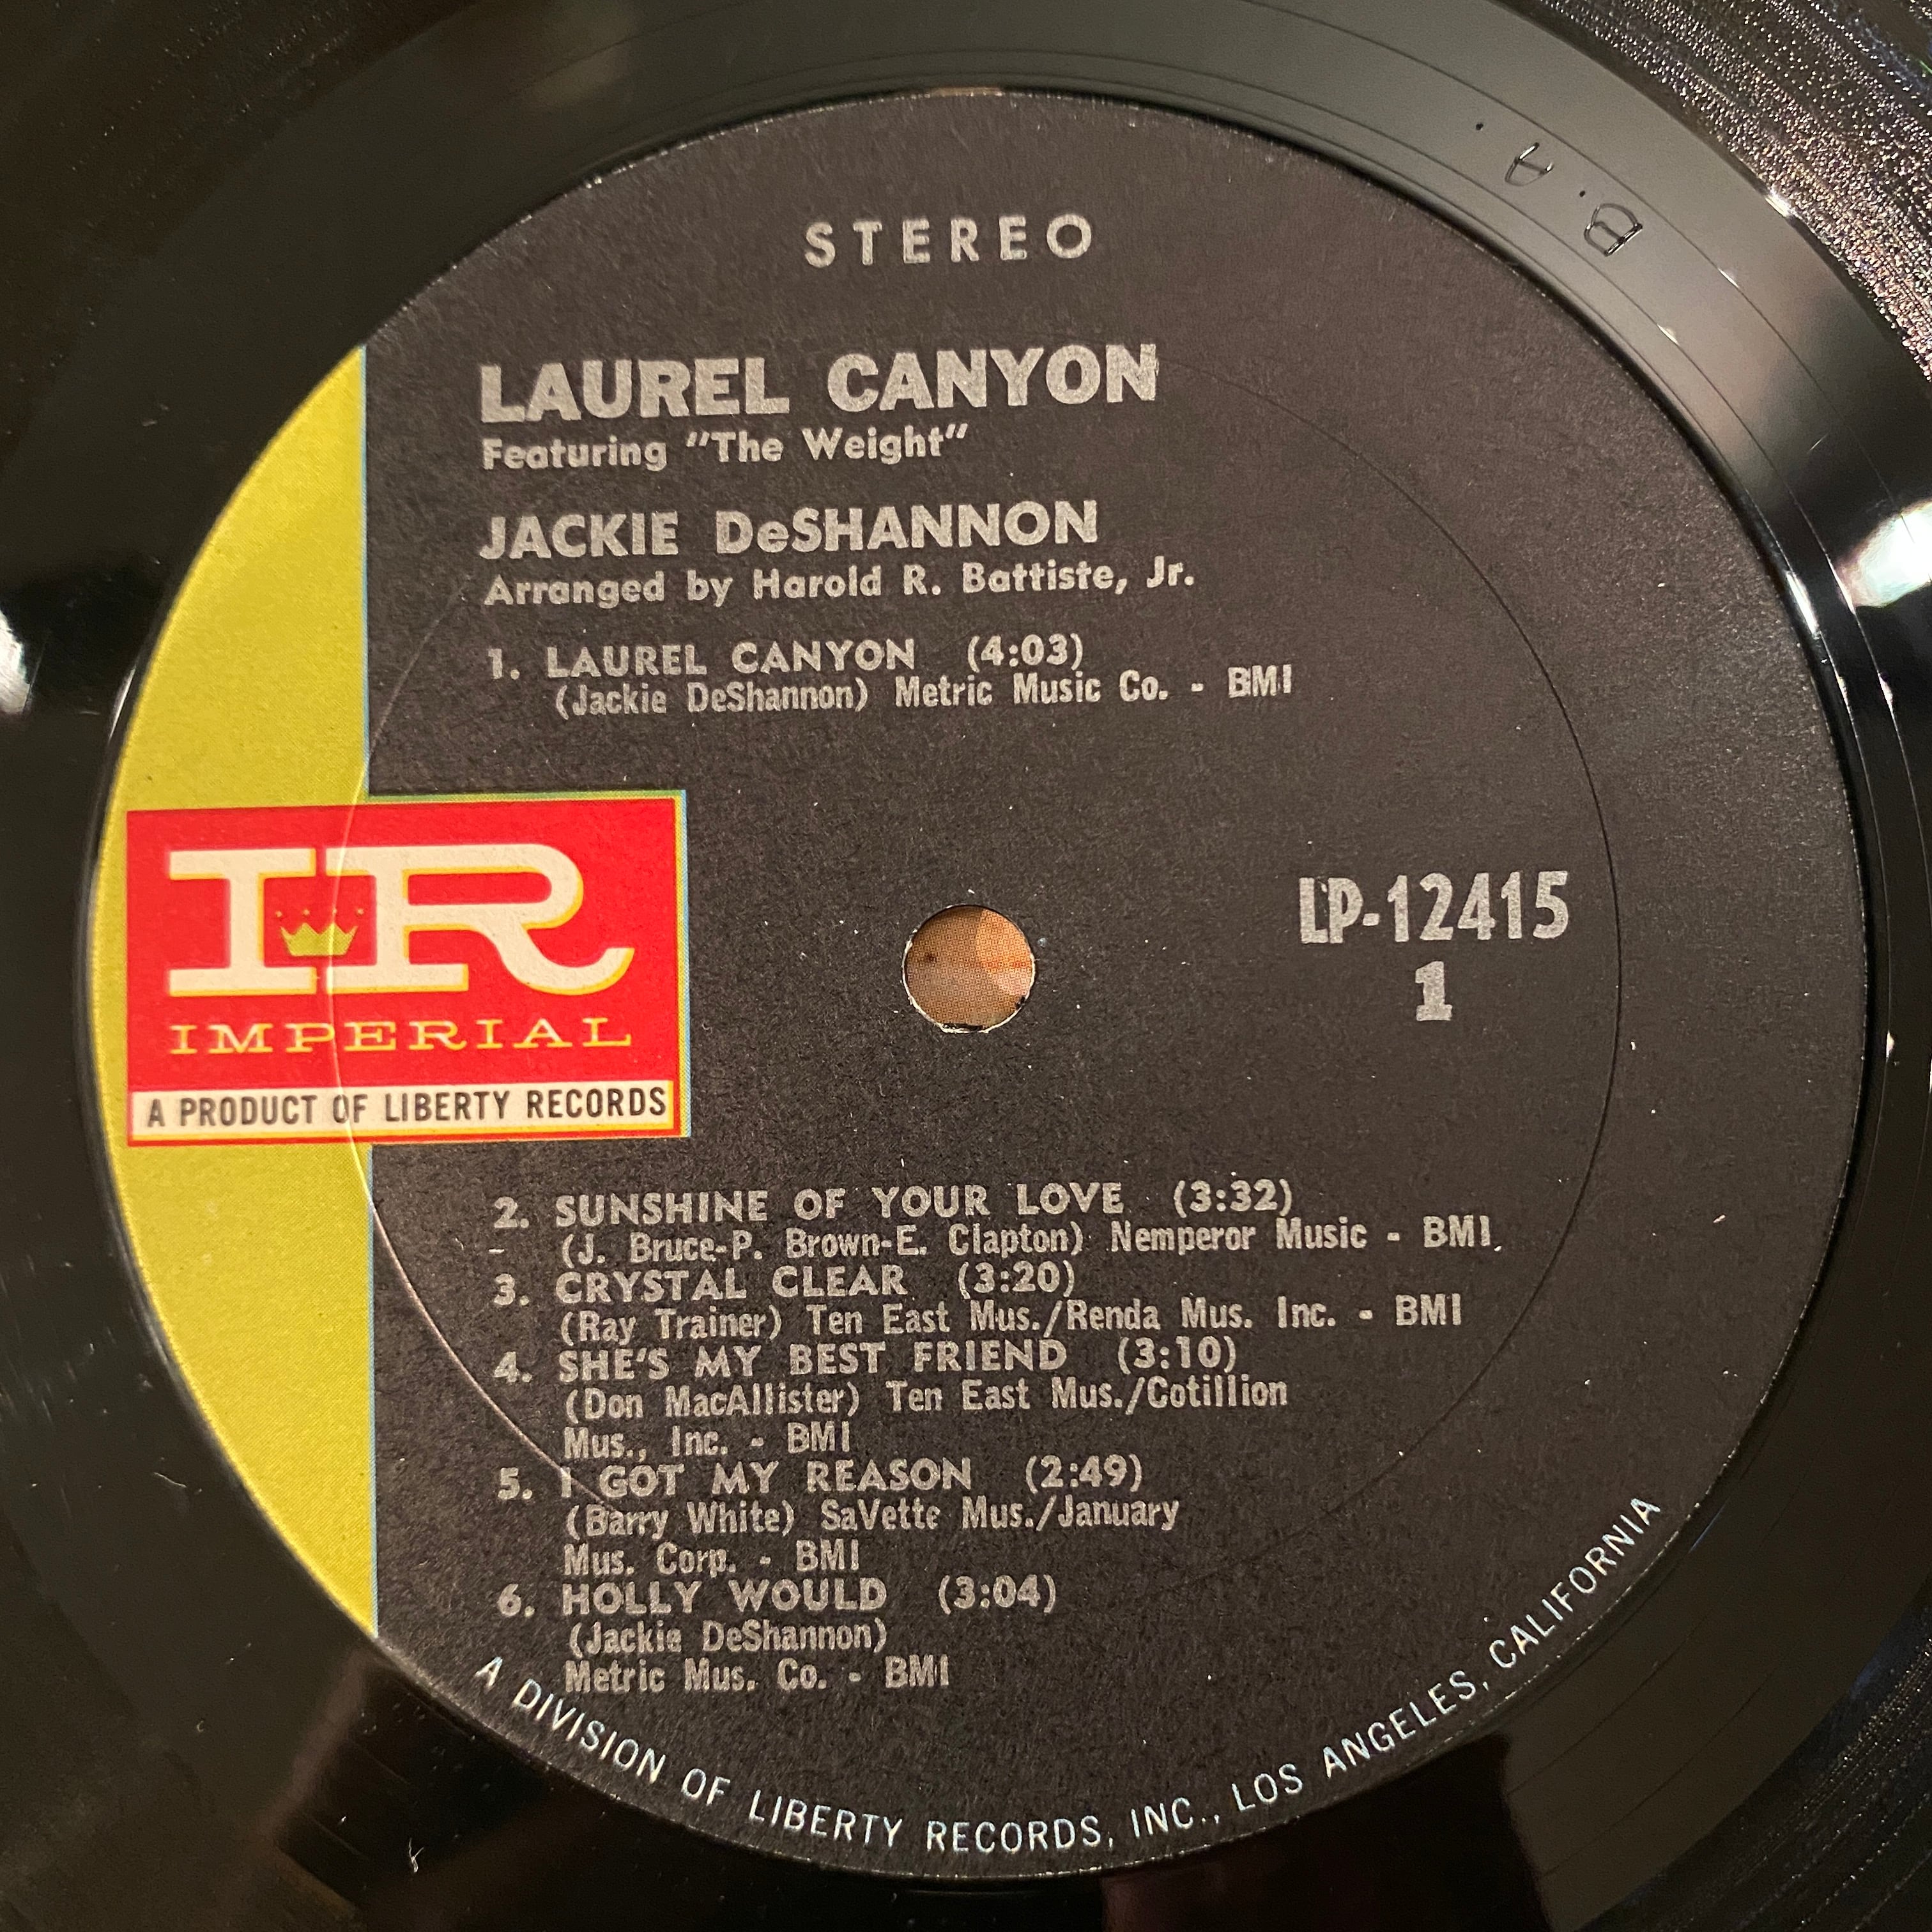 B.A.
STEREO
LAUREL CANYON
Featuring "The Weight"
JACKIE DeSHANNON
Arranged by Harold R. Battiste, Jr.
1. LAUREL CANYON (4:03)
(Jackie DeShannon) Metric Music Co. - BMI
IR
IMPERIAL
A PRODUCT OF LIBERTY RECORDS
LP-12415
1
2. SUNSHINE OF YOUR LOVE (3:32)
(J. Bruce-P. Brown-E. Clapton) Nemperor Music - BMI.
3. CRYSTAL CLEAR (3:20)
(Ray Trainer) Ten East Mus./Renda Mus. Inc. - BMI
4. SHE'S MY BEST FRIEND (3:10)
(Don MacAllister) Ten East Mus./Cotillion
Mus., Inc. - BMI
5. I GOT MY REASON (2:49)
(Barry White) SaVette Mus./January
Mus. Corp. - BMI
6. HOLLY WOULD (3:04)
(Jackie DeShannon)
Metric Mus. Co. - BMI
A DIVISION OF LIBERTY RECORDS, INC., LOS ANGELES, CALIFORNIA